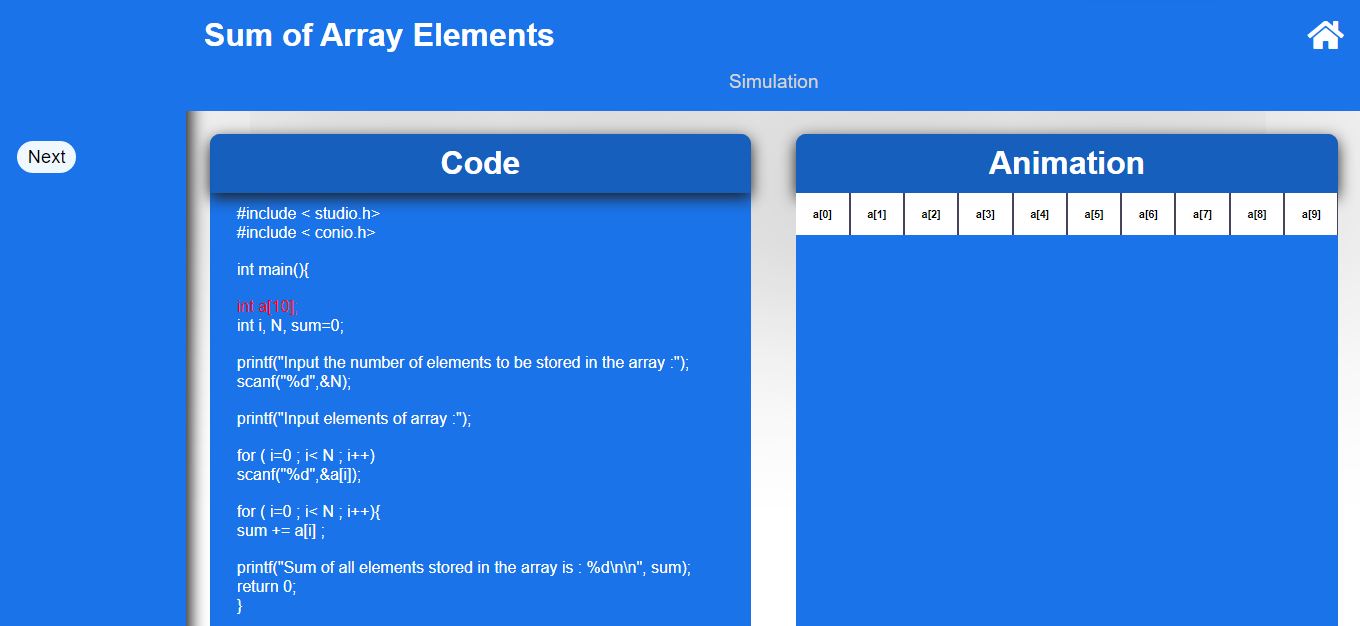 Sum of Array Elements
Simulation
Next
Code
#include < studio.h>
#include < conio.h>
int main(){
int a[10];
int i, N, sum=0;
printf("Input the number of elements to be stored in the array :");
scanf("%d",&N);
printf("Input elements of array :");
for ( i=0 ; i< N ; i++)
scanf("%d",&a[i]);
for ( i=0 ; i< N ; i++){
sum += a[i] ;
printf("Sum of all elements stored in the array is : %d\n\n", sum);
return 0;
}
Animation
a[0] a[1] a[2] a[3] a[4] a[5] a[6] a[7] a[8] a[9]